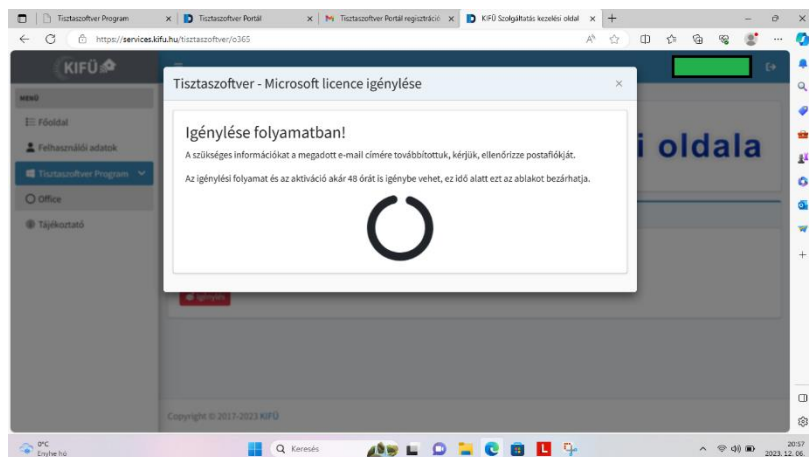 Tisztaszoftver Program
Tisztaszoftver Portál
Tisztaszoftver Portál regisztráció
KIFÜ Szolgáltatás kezelési oldal
https://services.kifu.hu/tisztaszoftver/o365
KIFÜ
MENÜ
Főoldal
Felhasználói adatok
Tisztaszoftver Program
Office
Tájékoztató
Tisztaszoftver - Microsoft licence igénylése
Igénylése folyamatban!
A szükséges információkat a megadott e-mail címére továbbítottuk, kérjük, ellenőrizze postafiókját.
Az igénylési folyamat és az aktiváció akár 48 órát is igénybe vehet, ez idő alatt ezt az ablakot bezárhatja.
i oldala
Igénylés
Copyright © 2017-2023 KIFÜ
0°C
Enyhe hó
Keresés
20:57
2023. 12. 06.